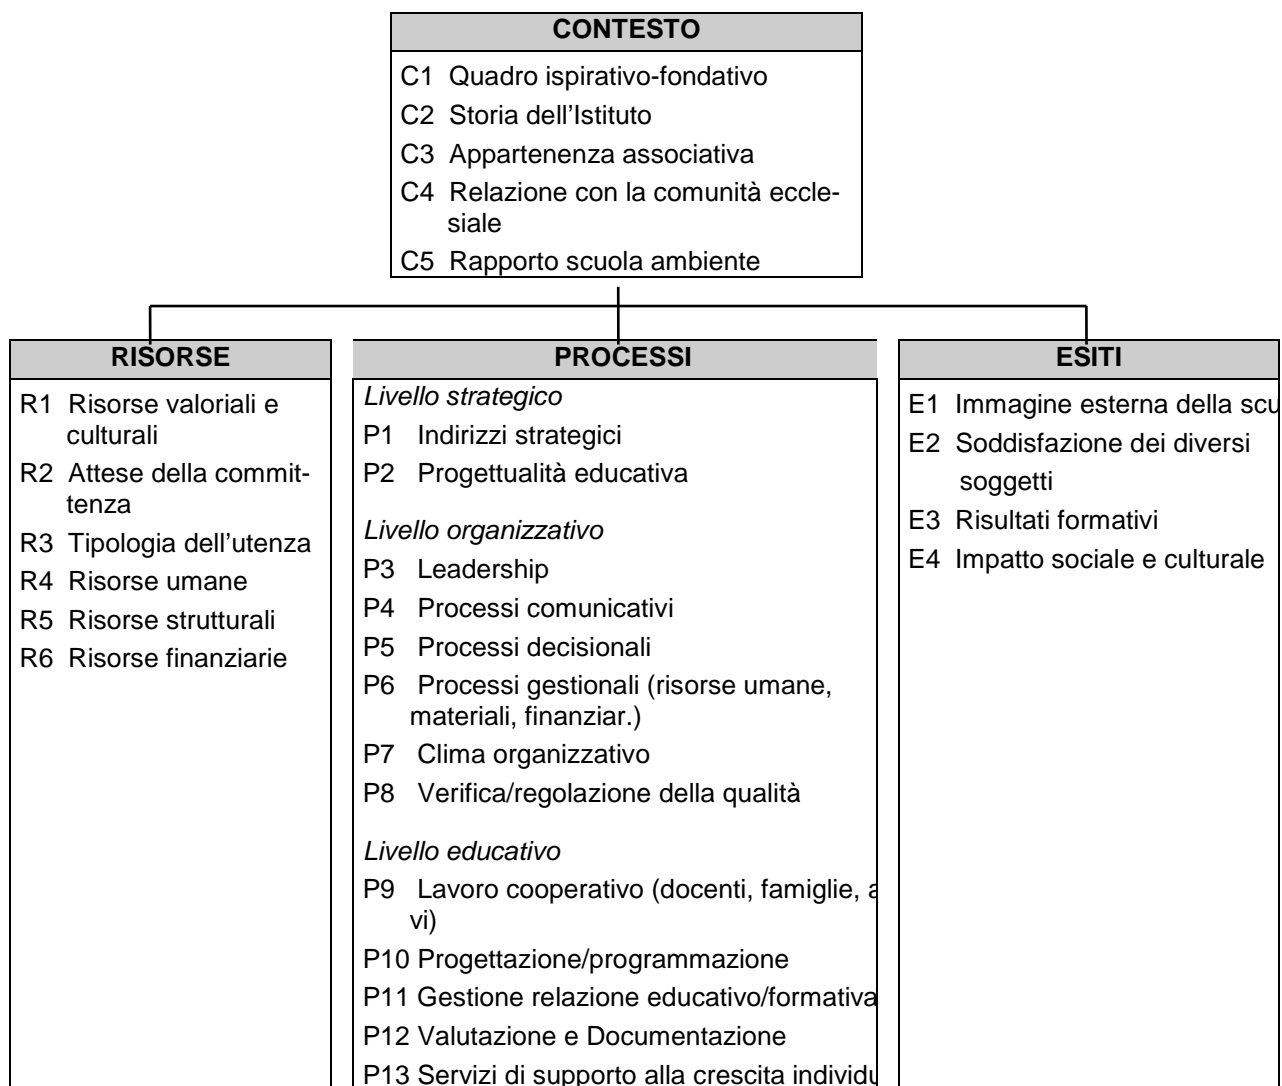 CONTESTO
C1 Quadro ispirativo-fondativo
C2 Storia dell'Istituto
C3 Appartenenza associativa
C4 Relazione con la comunità eccle-
siale
C5 Rapporto scuola ambiente
RISORSE
R1 Risorse valoriali e
culturali
R2 Attese della commit-
tenza
R3 Tipologia dell'utenza
R4 Risorse umane
R5 Risorse strutturali
R6 Risorse finanziarie
PROCESSI
Livello strategico
P1 Indirizzi strategici
P2 Progettualità educativa
Livello organizzativo
P3 Leadership
P4 Processi comunicativi
P5 Processi decisionali
P6 Processi gestionali (risorse umane,
materiali, finanziar.)
P7 Clima organizzativo
P8 Verifica/regolazione della qualità
Livello educativo
P9 Lavoro cooperativo (docenti, famiglie,
vi)
P10 Progettazione/programmazione
P11 Gestione relazione educativo/formativa
P12 Valutazione e Documentazione
P13 Servizi di supporto alla crescita
ESITI
E1 Immagine esterna della
E2 Soddisfazione dei diversi
soggetti
E3 Risultati formativi
E4 Impatto sociale e culturale